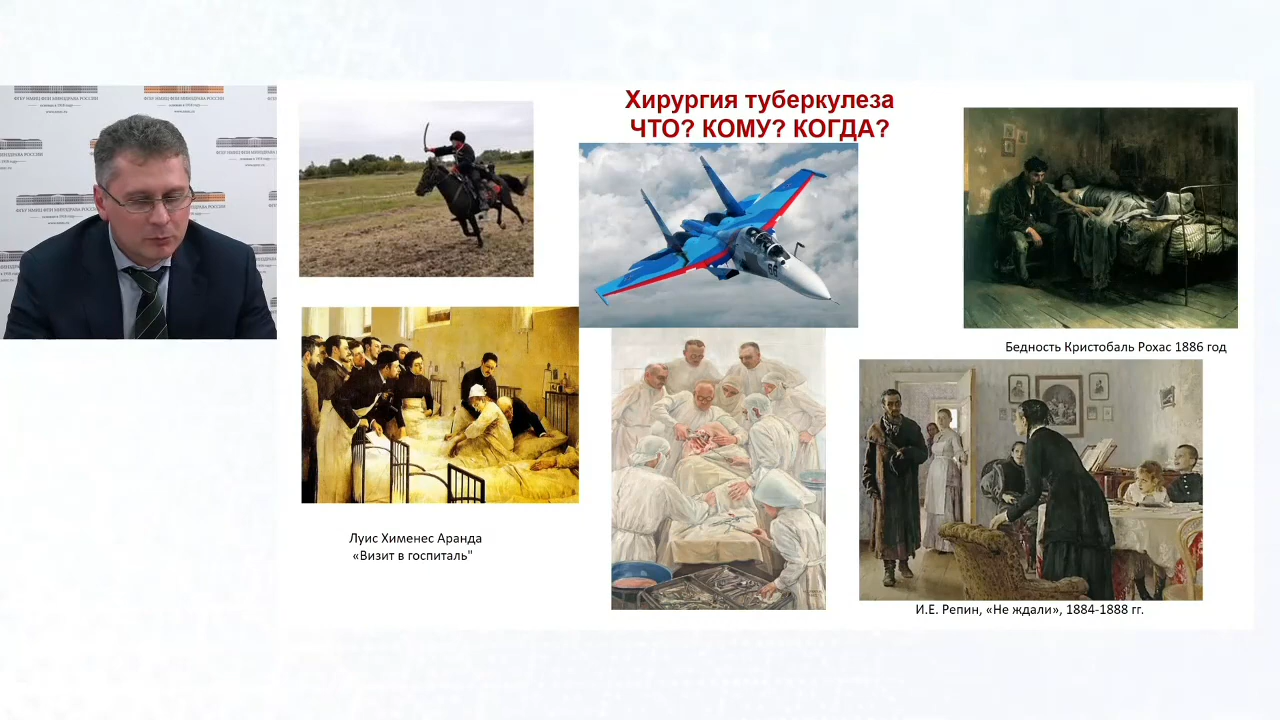 Хирургия туберкулеза
ЧТО? КОМУ? КОГДА?
Бедность Кристобаль Рохас 1886 год
Луис Хименес Аранда
«Визит в госпиталь"
И.Е. Репин, «Не ждали», 1884-1888 гг.